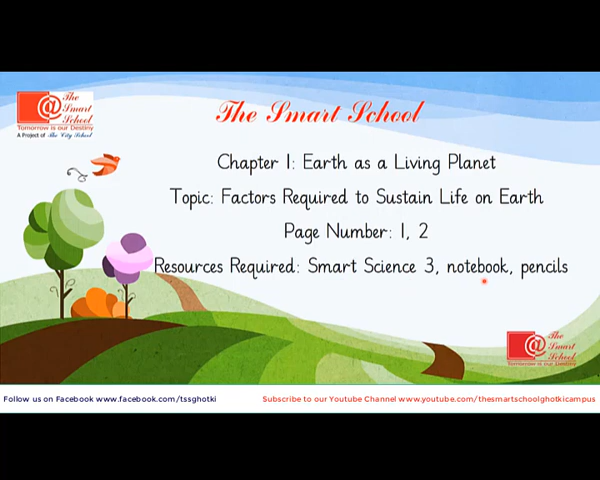 The
Smart
School
Tomorrow is our Destiny
A Project of The City School
The Smart School
Chapter 1: Earth as a Living Planet
Topic: Factors Required to Sustain Life on Earth
Page Number: 1, 2
Resources Required: Smart Science 3, notebook, pencils
The
Smart
School
Tomorrow is our Destiny
Follow us on Facebook www.facebook.com/tssghotki
Subscribe to our Youtube Channel www.youtube.com/thesmartschoolghotkicampus